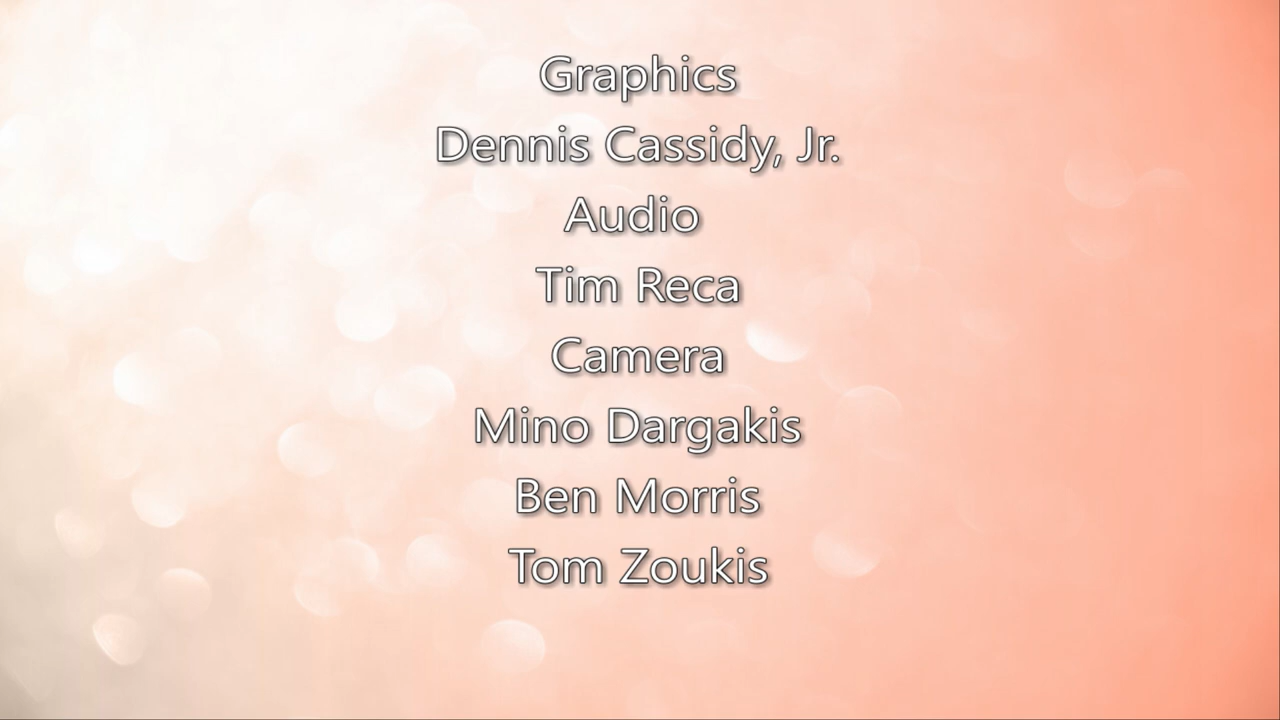 Graphics
Dennis Cassidy, Jr.
Audio
Tim Reca
Camera
Mino Dargakis
Ben Morris
Tom Zoukis